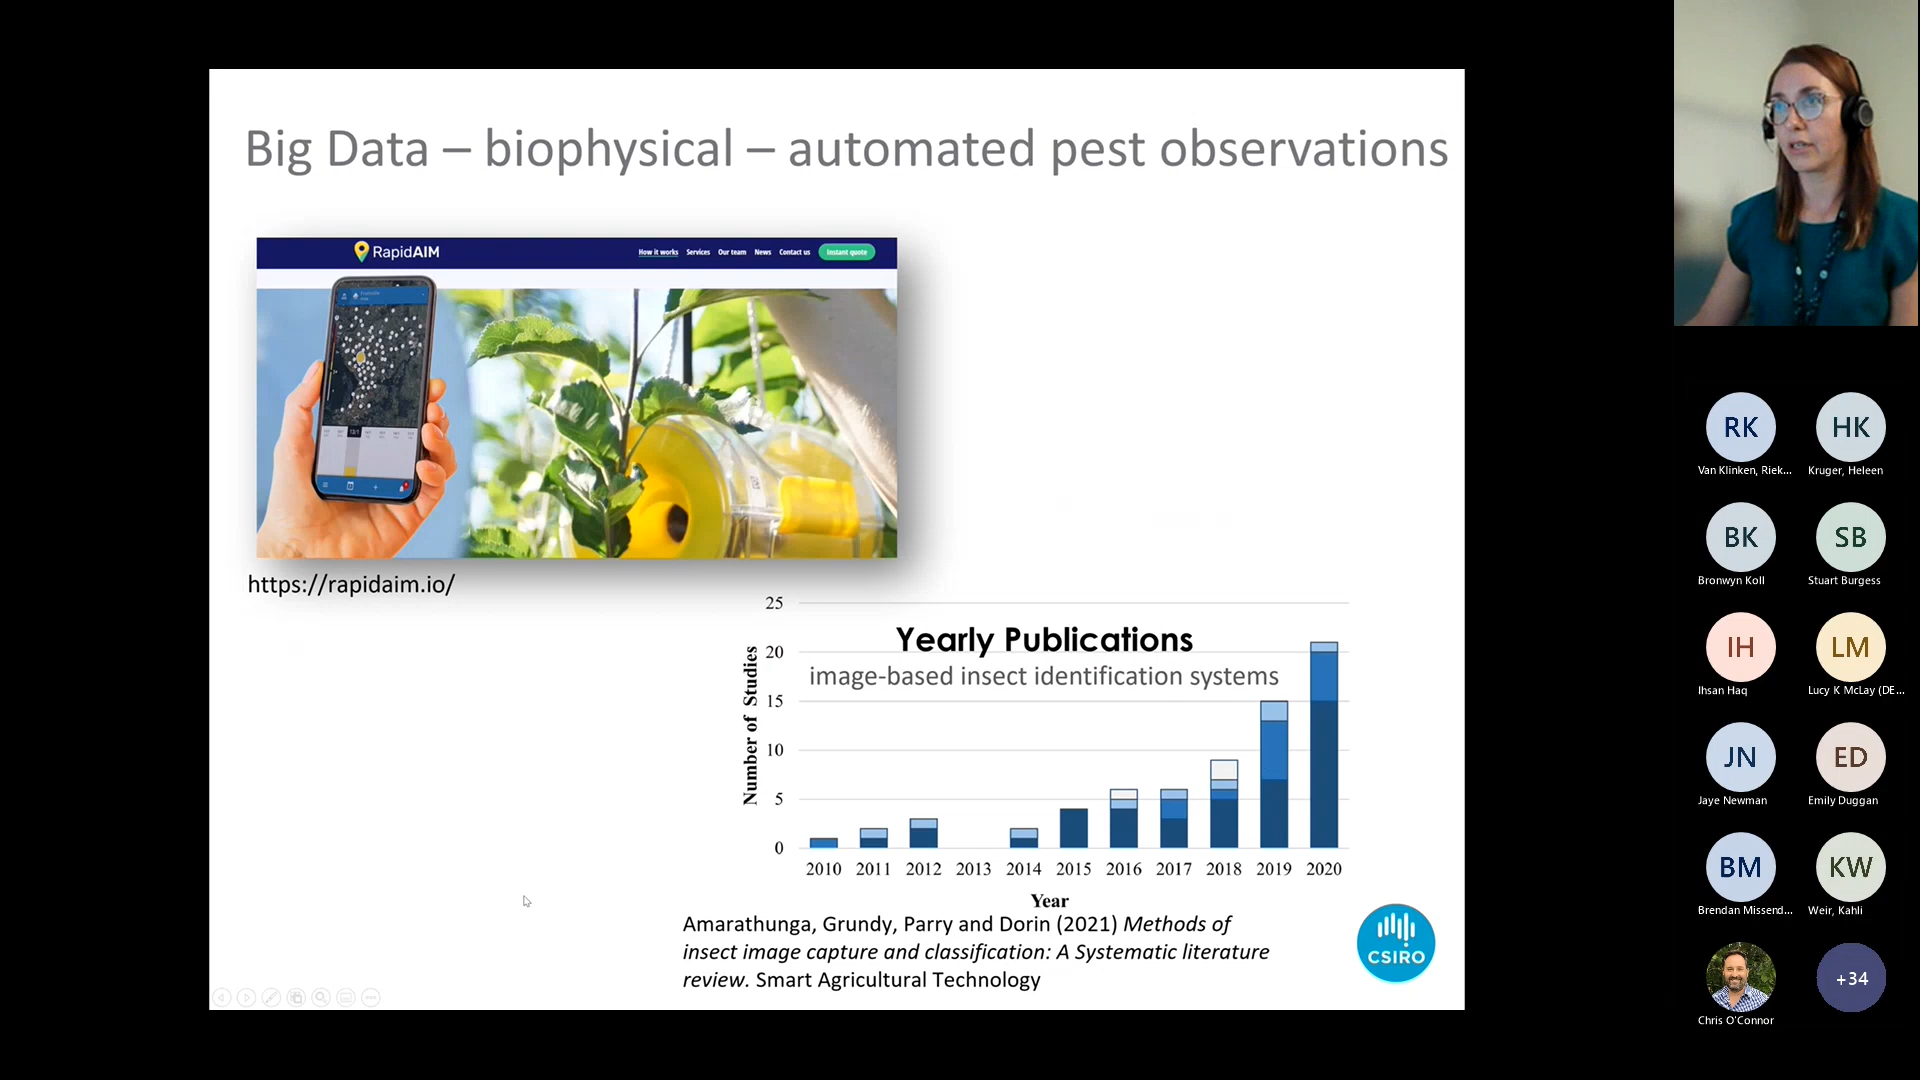 Big Data – biophysical – automated pest observations
RapidAIM
How it works Services Our team News Contact us Instant quote
https://rapidaim.io/
Yearly Publications
image-based insect identification systems
Number of Studies
25
20
15
10
5
0
2010 2011 2012 2013 2014 2015 2016 2017 2018 2019 2020
Year
Amarathunga, Grundy, Parry and Dorin (2021) Methods of
insect image capture and classification: A Systematic literature
review. Smart Agricultural Technology
CSIRO
RK HK
Van Klinken, Riek... Kruger, Heleen
BK SB
Bronwyn Koll Stuart Burgess
IH LM
Ihsan Haq Lucy K McLay (DE...
JN ED
Jaye Newman Emily Duggan
BM KW
Brendan Missend... Weir, Kahli
+34
Chris O'Connor